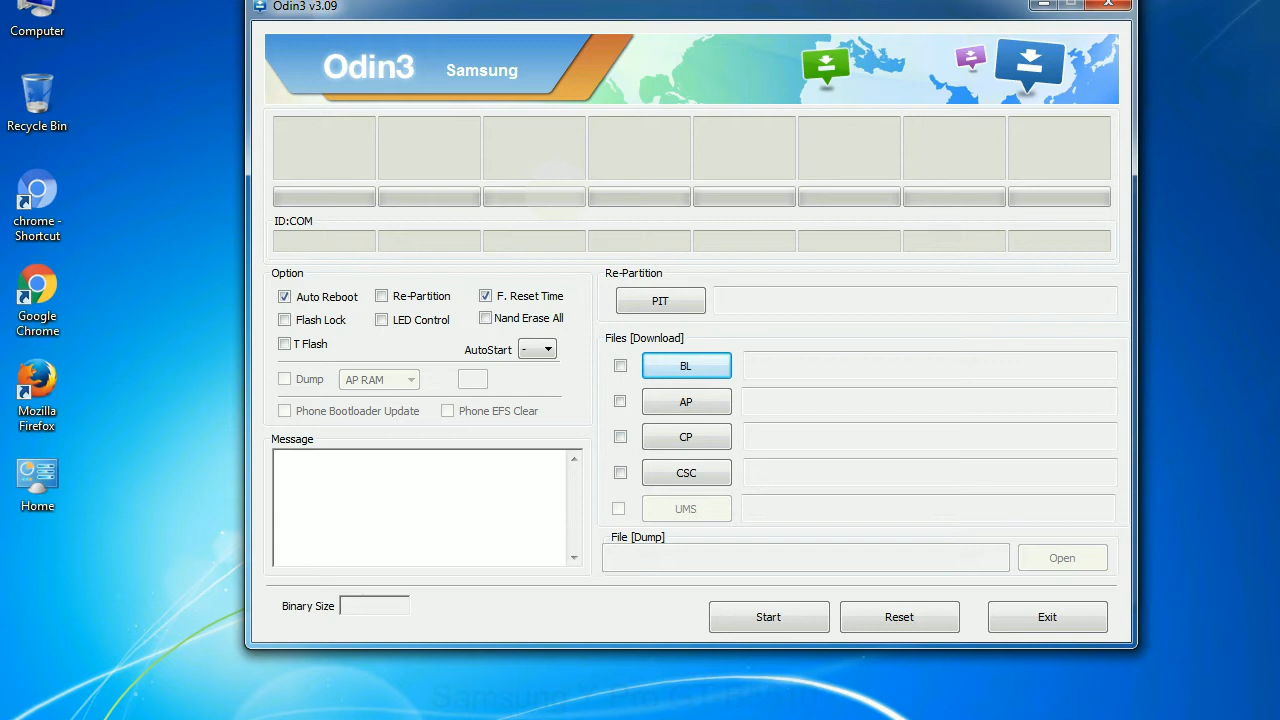 Odin3 v3.09
Computer
Recycle Bin
chrome -
Shortcut
Google
Chrome
Mozilla
Firefox
Home
Odin3
Samsung
ID:COM
Option
Auto Reboot
Re-Partition
F. Reset Time
Flash Lock
LED Control
Nand Erase All
T Flash
AutoStart
-
Dump
AP RAM
Phone Bootloader Update
Phone EFS Clear
Message
Re-Partition
PIT
Files [Download]
BL
AP
CP
CSC
UMS
File [Dump]
Open
Binary Size
Start
Reset
Exit
Samsung